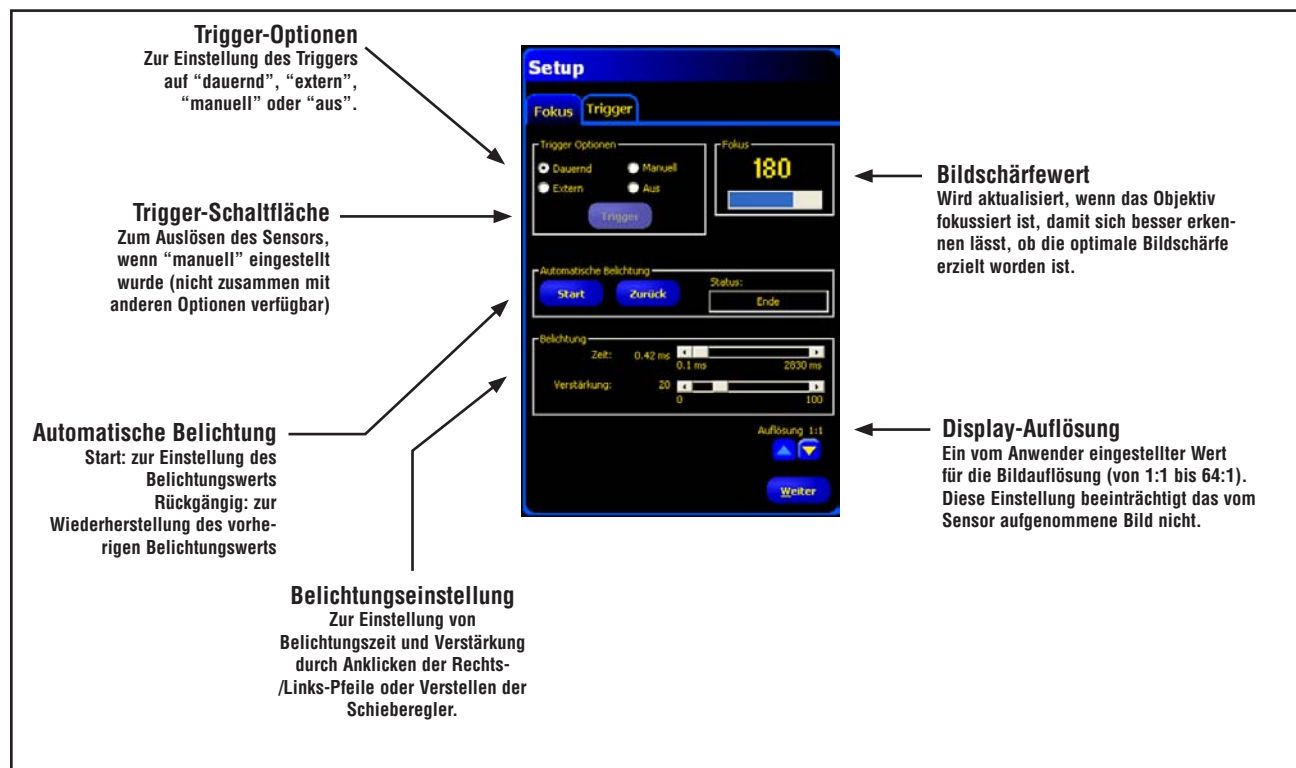 Trigger-Optionen
Zur Einstellung des Triggers
auf “dauernd”, “extern”,
“manuell” oder “aus”.
Trigger-Schaltfläche
Zum Auslösen des Sensors,
wenn “manuell” eingestellt
wurde (nicht zusammen mit
anderen Optionen verfügbar)
Automatische Belichtung
Start: zur Einstellung des
Belichtungswerts
Rückgängig: zur
Wiederherstellung des vorhe-
rigen Belichtungswerts
Belichtungseinstellung
Zur Einstellung von
Belichtungszeit und Verstärkung
durch Anklicken der Rechts-
/Links-Pfeile oder Verstellen der
Schieberegler.
Setup
Fokus Trigger
Trigger Optionen
Dauernd Manuell
Extern Aus
Trigger
Fokus
180
Automatische Belichtung
Start Zurück
Status:
Ende
Belichtung
Zeit: 0.42 ms
0.1 ms 2830 ms
Verstärkung: 20
0 100
Auflösung 1:1
Weiter
Bildschärfewert
Wird aktualisiert, wenn das Objektiv
fokussiert ist, damit sich besser erken-
nen lässt, ob die optimale Bildschärfe
erzielt worden ist.
Display-Auflösung
Ein vom Anwender eingestellter Wert
für die Bildauflösung (von 1:1 bis 64:1).
Diese Einstellung beeinträchtigt das vom
Sensor aufgenommene Bild nicht.